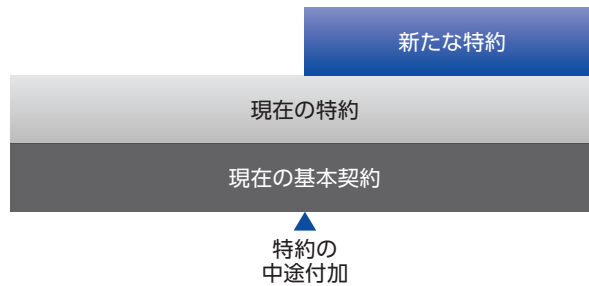 新たな特約
現在の特約
現在の基本契約
特約の
中途付加